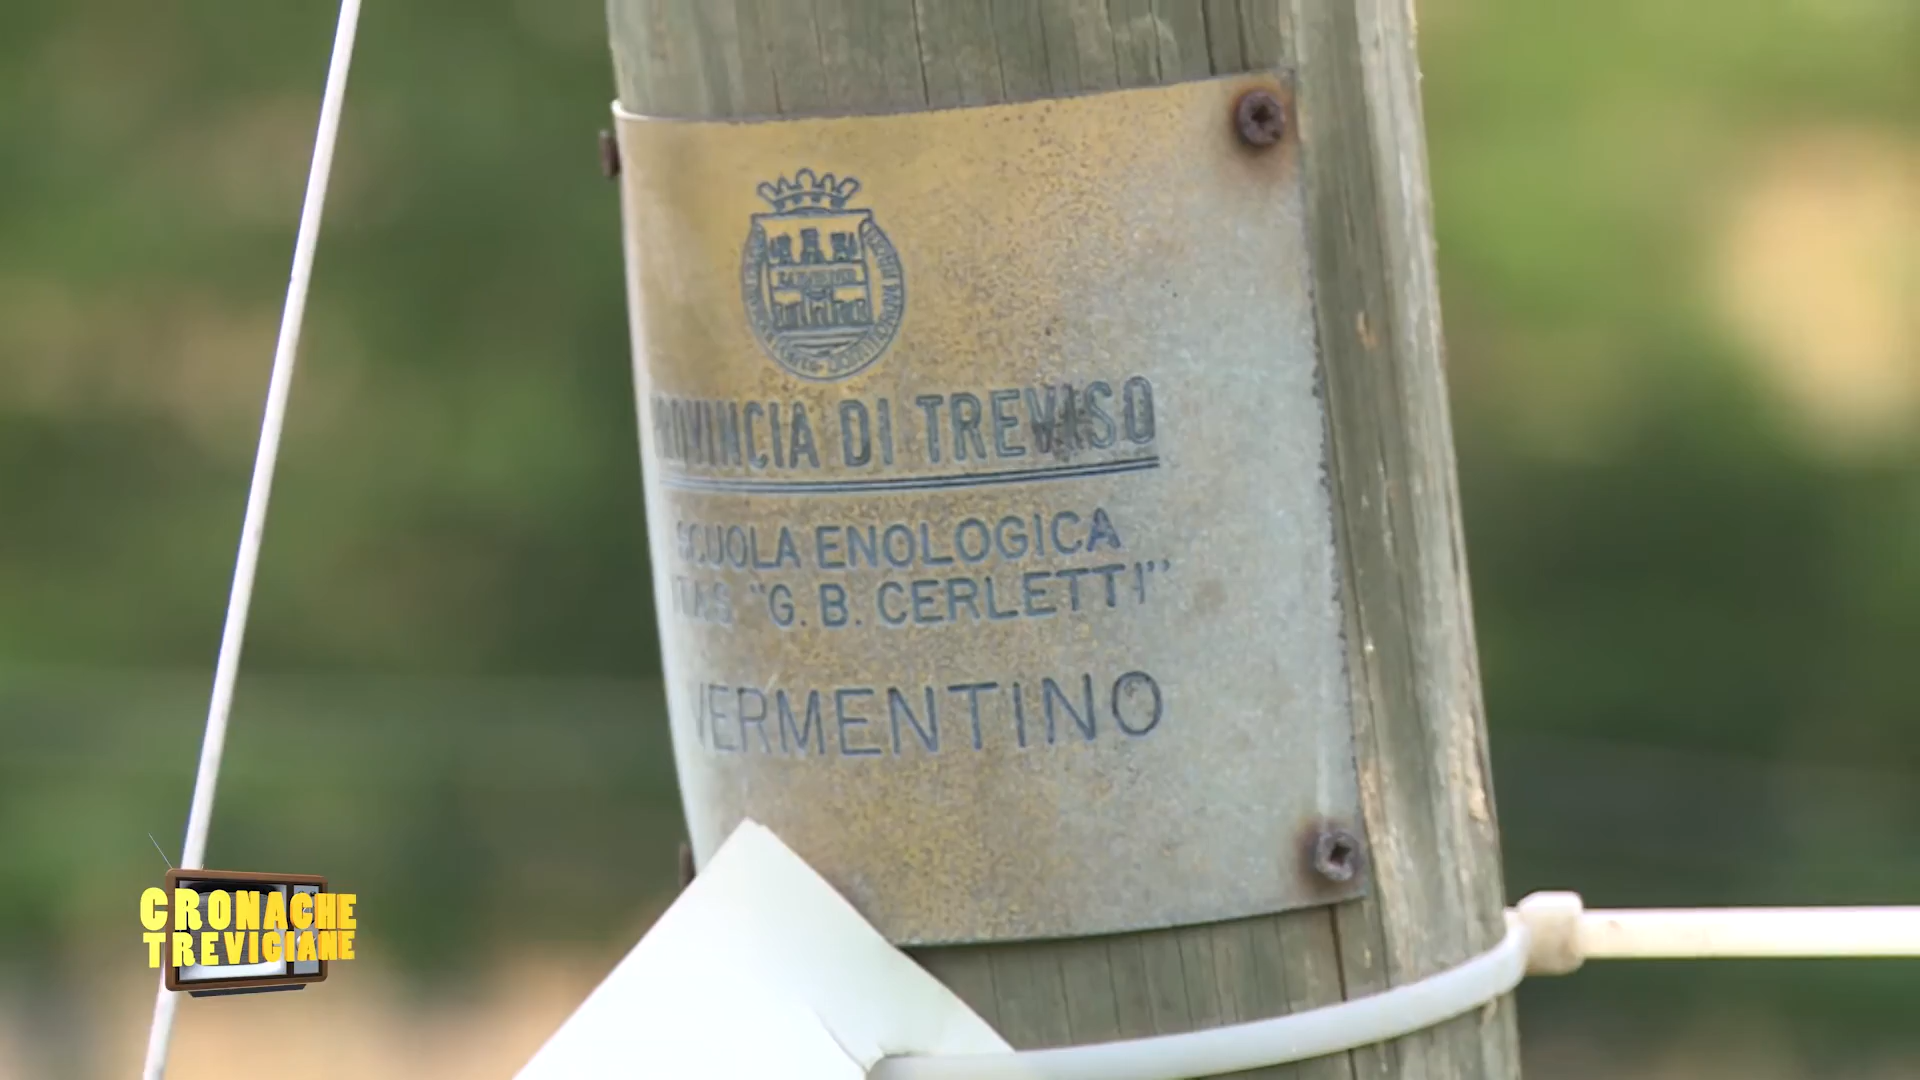 PROVINCIA DI TREVISO
SCUOLA ENOLOGICA
ITAS "G. B. CERLETTI"
VERMENTINO
CRONACHE
TREVIGIANE